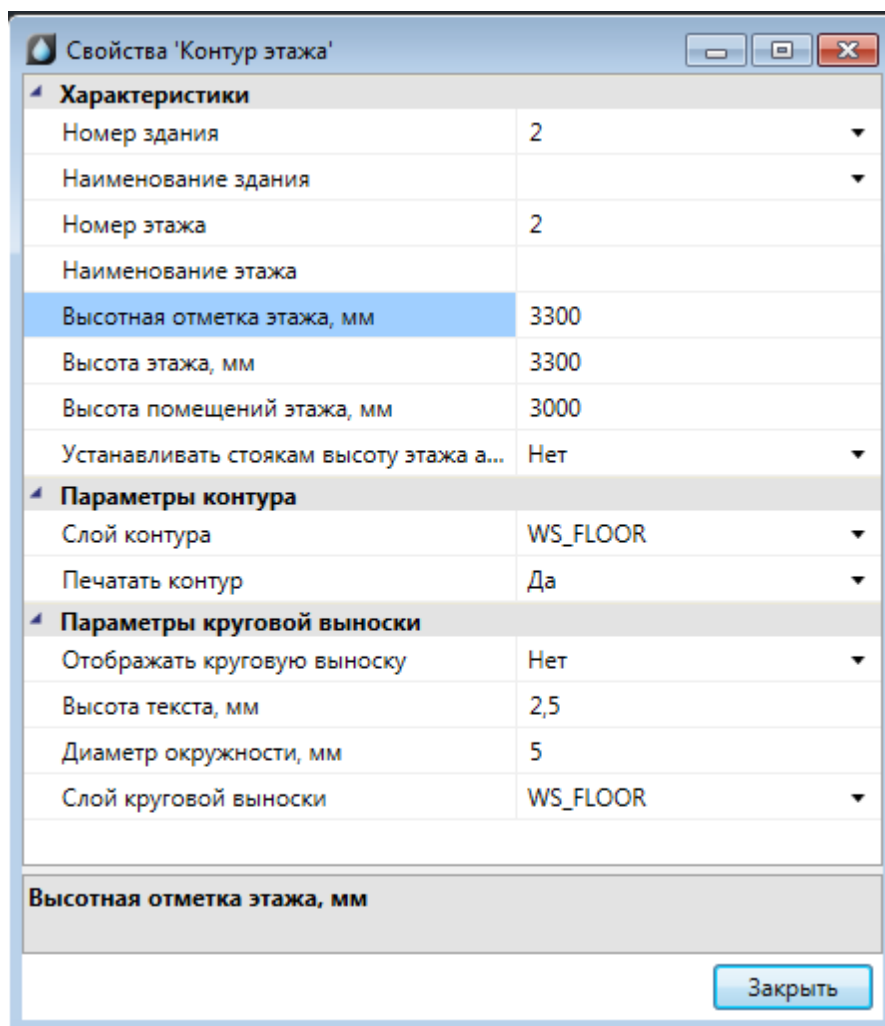 Свойства 'Контур этажа'
Характеристики
Номер здания 2
Наименование здания
Номер этажа 2
Наименование этажа
Высотная отметка этажа, мм 3300
Высота этажа, мм 3300
Высота помещений этажа, мм 3000
Устанавливать стоякам высоту этажа а... Нет
Параметры контура
Слой контура WS_FLOOR
Печатать контур Да
Параметры круговой выноски
Отображать круговую выноску Нет
Высота текста, мм 2,5
Диаметр окружности, мм 5
Слой круговой выноски WS_FLOOR
Высотная отметка этажа, мм
Закрыть